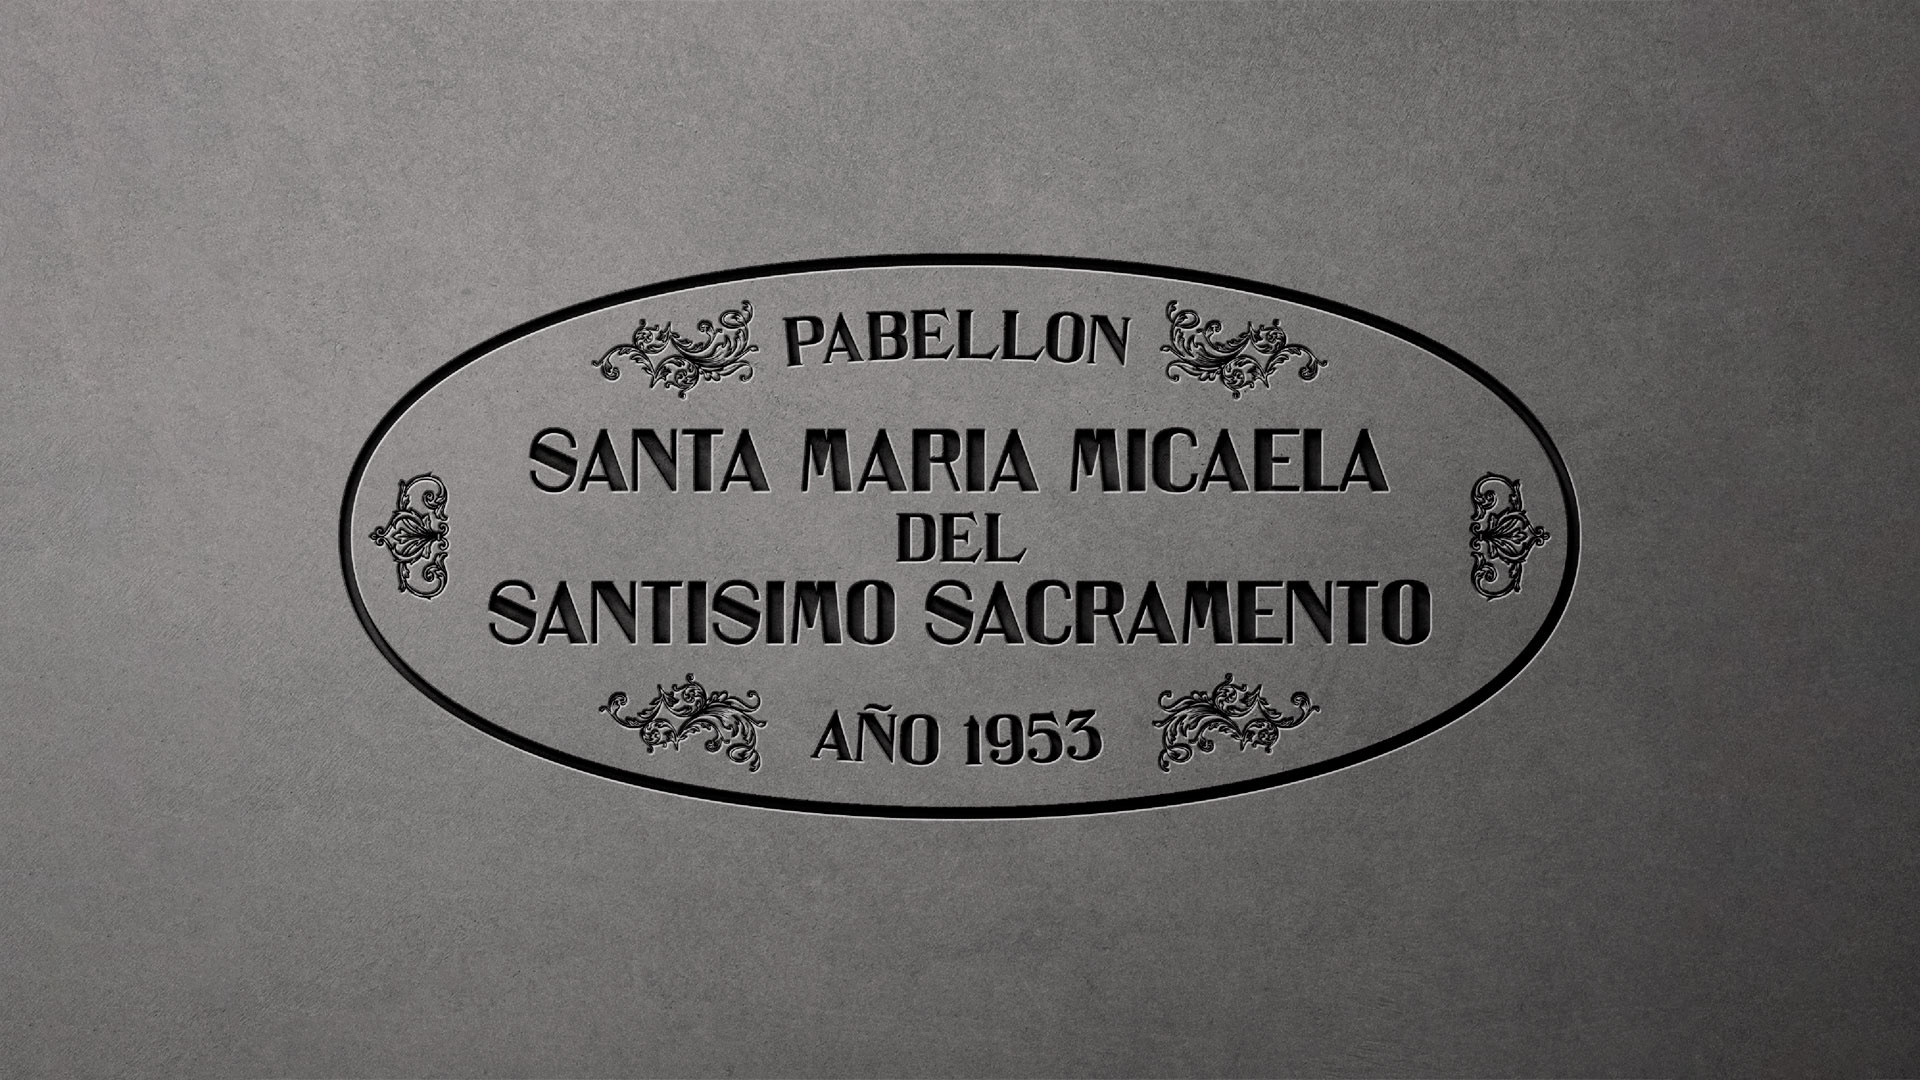 PABELLON
SANTA MARIA MICAELA
DEL
SANTISIMO SACRAMENTO
AÑO 1953